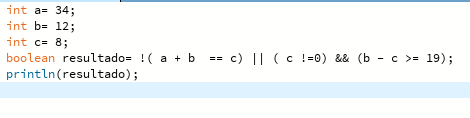 int a= 34;
int b= 12;
int c= 8;
boolean resultado= !( a + b  == c) || ( c !=0) && (b - c >= 19);
println(resultado);